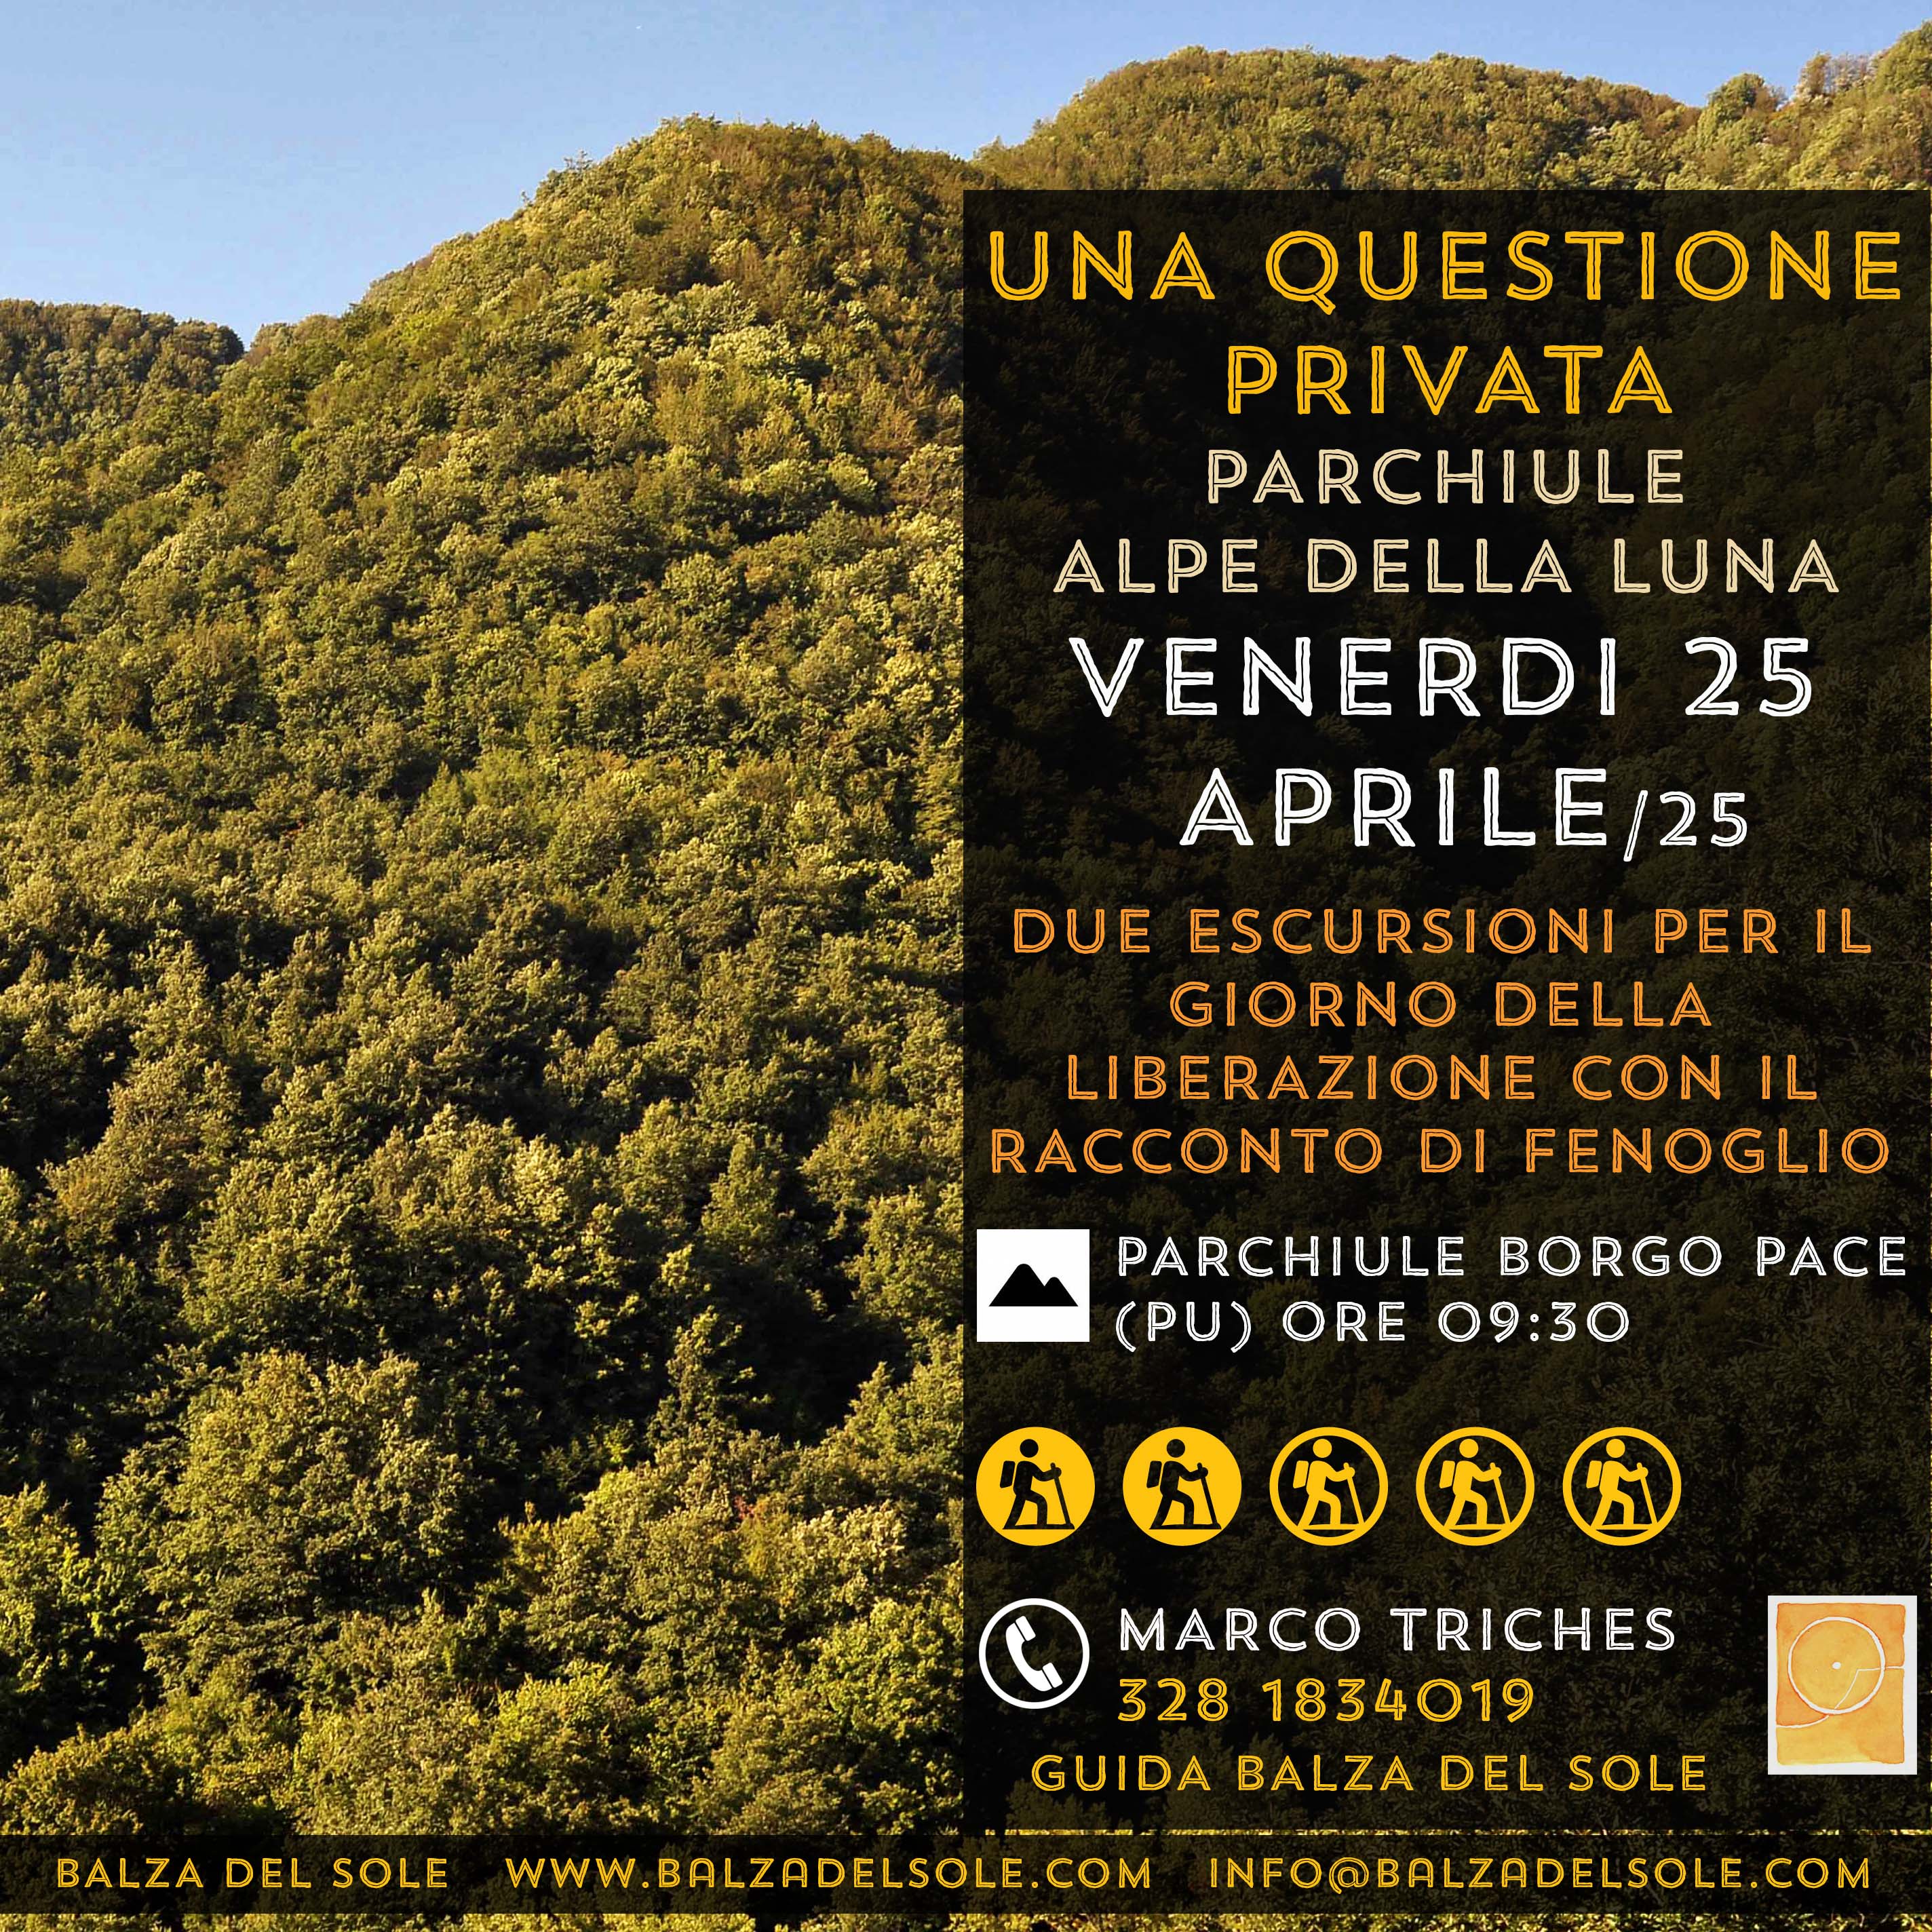 UNA QUESTIONE
PRIVATA
PARCHIULE
ALPE DELLA LUNA
VENERDI 25
APRILE/25
DUE ESCURSIONI PER IL
GIORNO DELLA
LIBERAZIONE CON IL
RACCONTO DI FENOGLIO
PARCHIULE BORGO PACE
(PU) ORE 09:30
MARCO TRICHES
328 1834019
GUIDA BALZA DEL SOLE
BALZA DEL SOLE WWW.BALZADELSOLE.COM INFO@BALZADELSOLE.COM